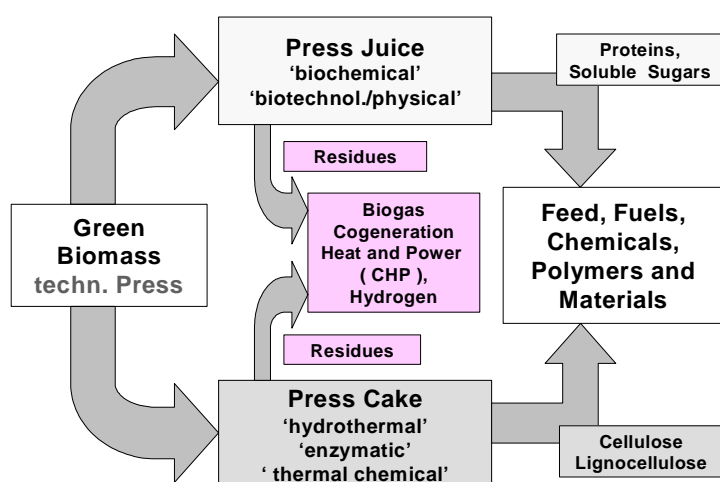 Press Juice
‘biochemical’
‘biotechnol./physical’
Proteins,
Soluble Sugars
Residues
Green
Biomass
techn. Press
Biogas
Cogeneration
Heat and Power
( CHP ),
Hydrogen
Feed, Fuels,
Chemicals,
Polymers and
Materials
Residues
Press Cake
‘hydrothermal’
‘enzymatic’
‘ thermal chemical’
Cellulose
Lignocellulose